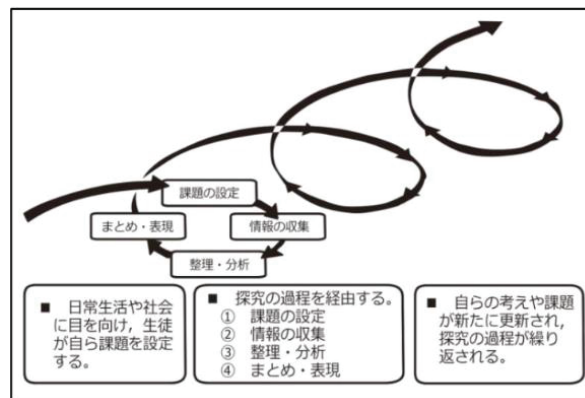 課題の設定
まとめ・表現
情報の収集
整理・分析
■ 日常生活や社会
に目を向け，生徒
が自ら課題を設定
する。
■ 探究の過程を経由する。
① 課題の設定
② 情報の収集
③ 整理・分析
④ まとめ・表現
■ 自らの考えや課題
が新たに更新され，
探究の過程が繰り
返される。